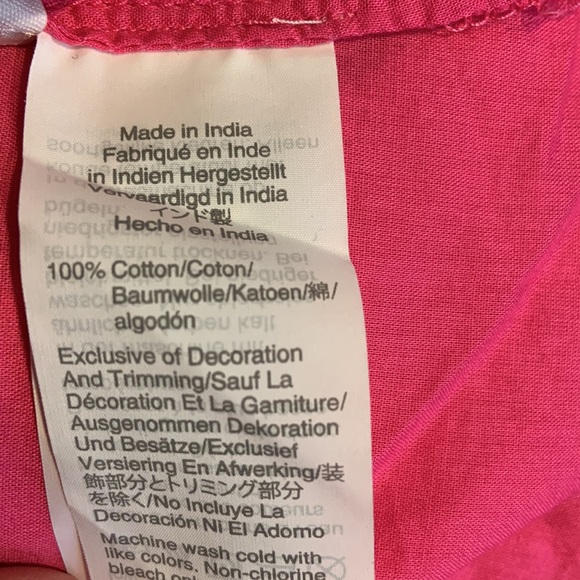 Made in India
Fabriqué en Inde
in Indien Hergestellt
Vervaardigd in India
インド製
Hecho en India
100% Cotton/Coton/
Baumwolle/Katoen/綿/
algodón
Exclusive of Decoration
And Trimming/Sauf La
Décoration Et La Garniture/
Ausgenommen Dekoration
Und Besätze/Exclusief
Versiering En Afwerking/装
飾部分とトリミング部分
を除く/No Incluye La
Decoración Ni El Adorno
Machine wash cold with
like colors. Non-chlorine
bleach only